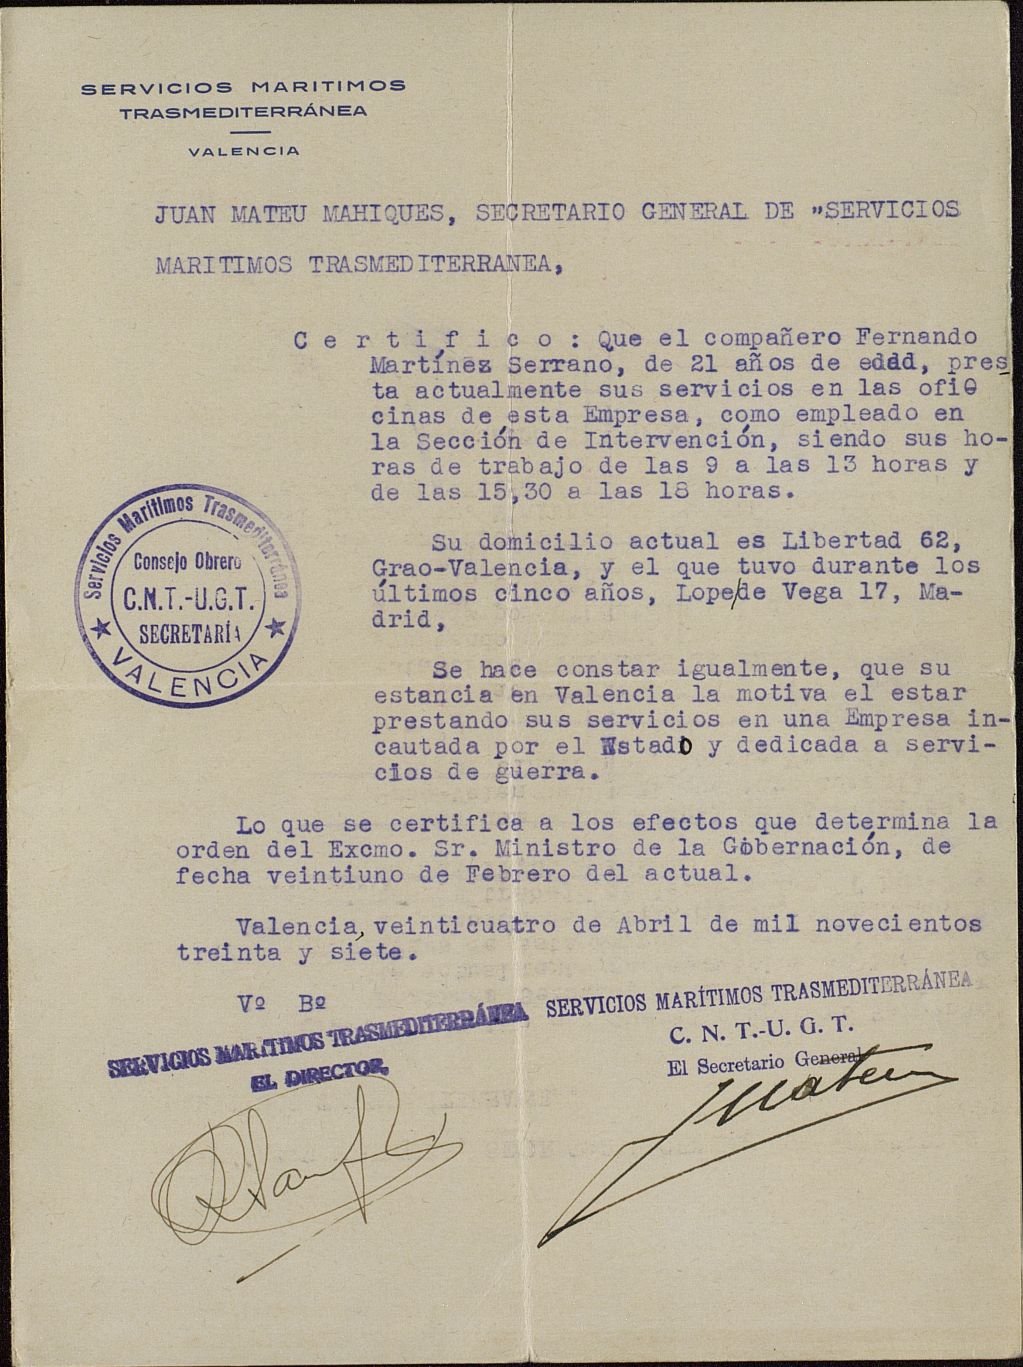 SERVICIOS MARITIMOS
TRASMEDITERRÁNEA
VALENCIA
JUAN MATEU MAHIQUES, SECRETARIO GENERAL DE "SERVICIOS
MARITIMOS TRASMEDITERRANEA,
C e r t i f i c o : Que el compañero Fernando
Martínez Serrano, de 21 años de edad, pres
ta actualmente sus servicios en las ofi
cinas de esta Empresa, como empleado en
la Sección de Intervención, siendo sus ho-
ras de trabajo de las 9 a las 13 horas y
de las 15,30 a las 18 horas.
Su domicilio actual es Libertad 62,
Grao-Valencia, y el que tuvo durante los
últimos cinco años, Lope/de Vega 17, Ma-
drid,
Se hace constar igualmente, que su
estancia en Valencia la motiva el estar
prestando sus servicios en una Empresa in-
cautada por el Estado y dedicada a servi-
cios de guerra.
Servicios Marítimos Trasmediterránea
Consejo Obrero
C.N.T.-U.G.T.
SECRETARÍA
★ VALENCIA ★
Lo que se certifica a los efectos que determina la
orden del Excmo. Sr. Ministro de la Gobernación, de
fecha veintiuno de Febrero del actual.
Valencia, veinticuatro de Abril de mil novecientos
treinta y siete.
Vº Bº
SERVICIOS MARITIMOS TRASMEDITERRÁNEA
EL DIRECTOR,
SERVICIOS MARÍTIMOS TRASMEDITERRÁNEA
C. N. T.-U. G. T.
El Secretario General
JMateu